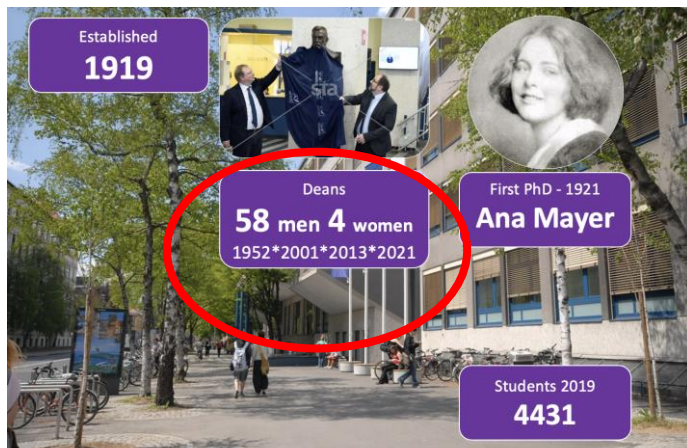 Established
1919
sta
Deans
58 men 4 women
1952*2001*2013*2021
First PhD - 1921
Ana Mayer
Students 2019
4431